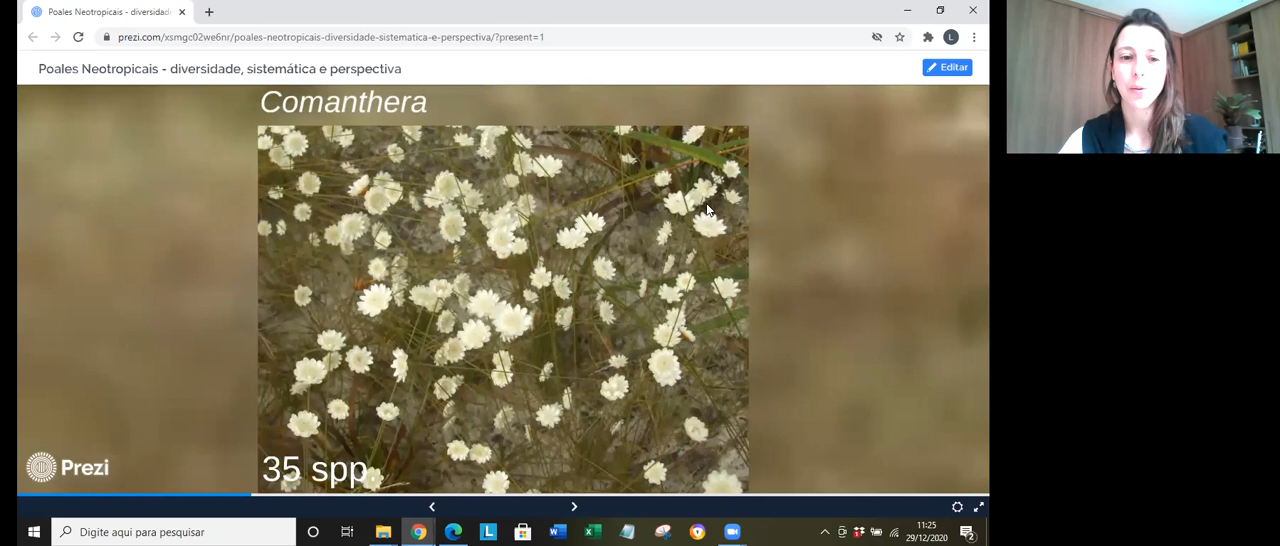 Poales Neotropicais - diversidade
prezi.com/xsmgc02we6nr/poales-neotropicais-diversidade-sistematica-e-perspectiva/?present=1
L
Poales Neotropicais - diversidade, sistemática e perspectiva
Editar
Comanthera
35 spp.
Prezi
Digite aqui para pesquisar
L
W
X
11:25
29/12/2020
2